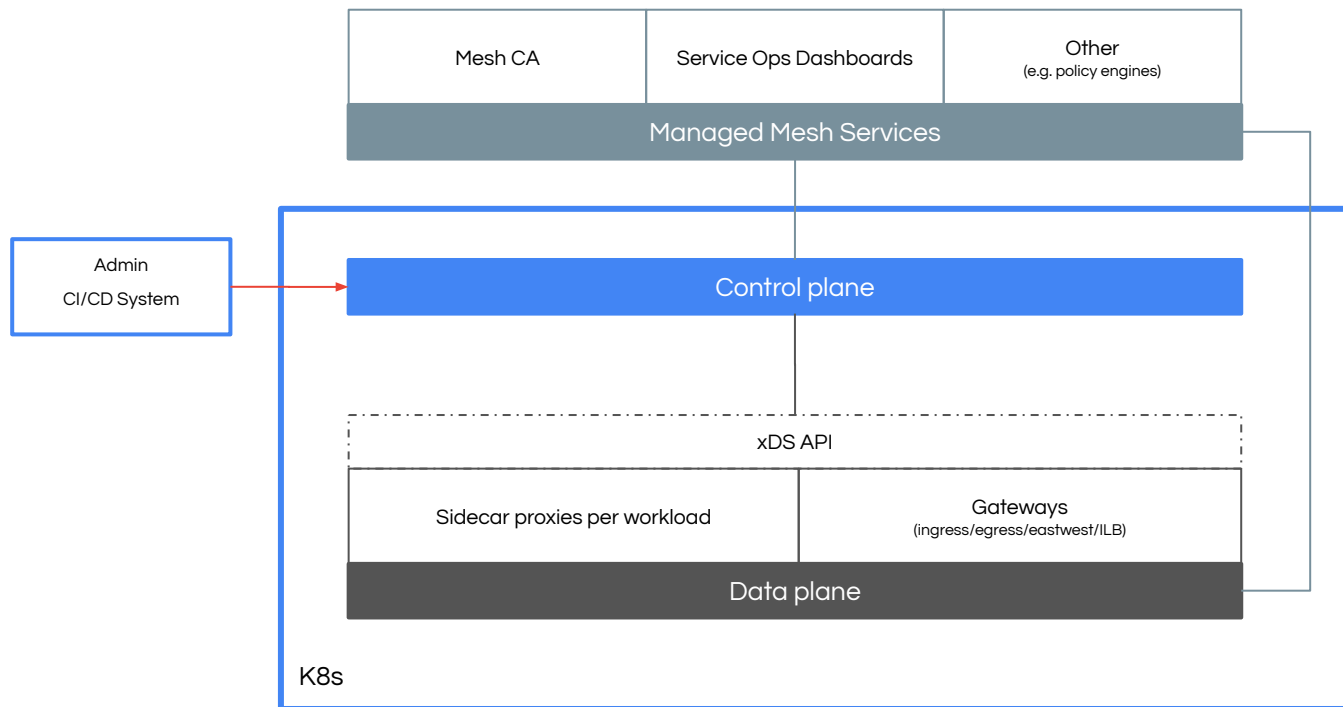 Mesh CA
Service Ops Dashboards
Other
(e.g. policy engines)
Managed Mesh Services
Admin
CI/CD System
Control plane
xDS API
Sidecar proxies per workload
Gateways
(ingress/egress/eastwest/ILB)
Data plane
K8s